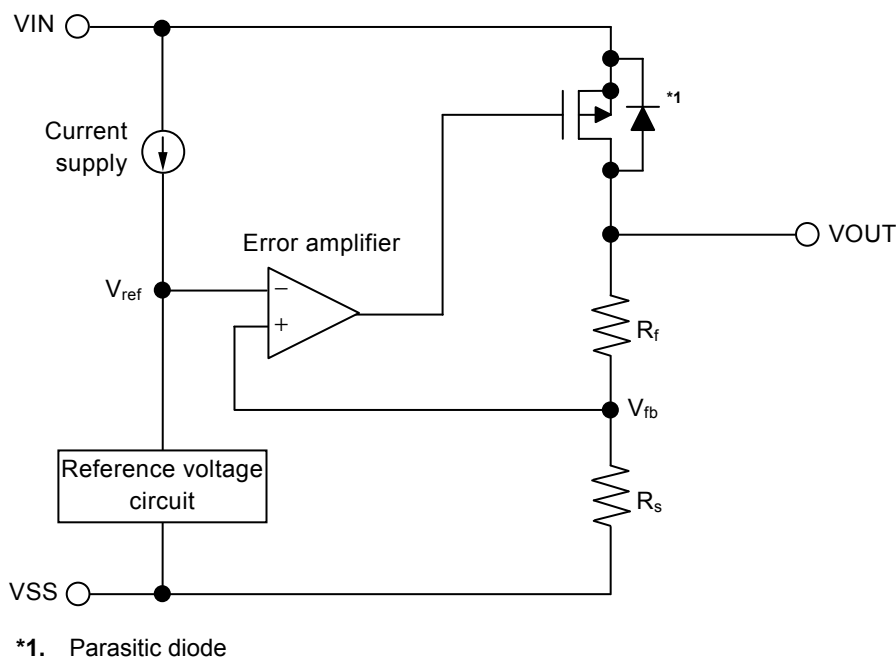 VIN
*1
Current
supply
Error amplifier
VOUT
Vref
−
+
Rf
Vfb
Reference voltage
circuit
Rs
VSS
*1. Parasitic diode